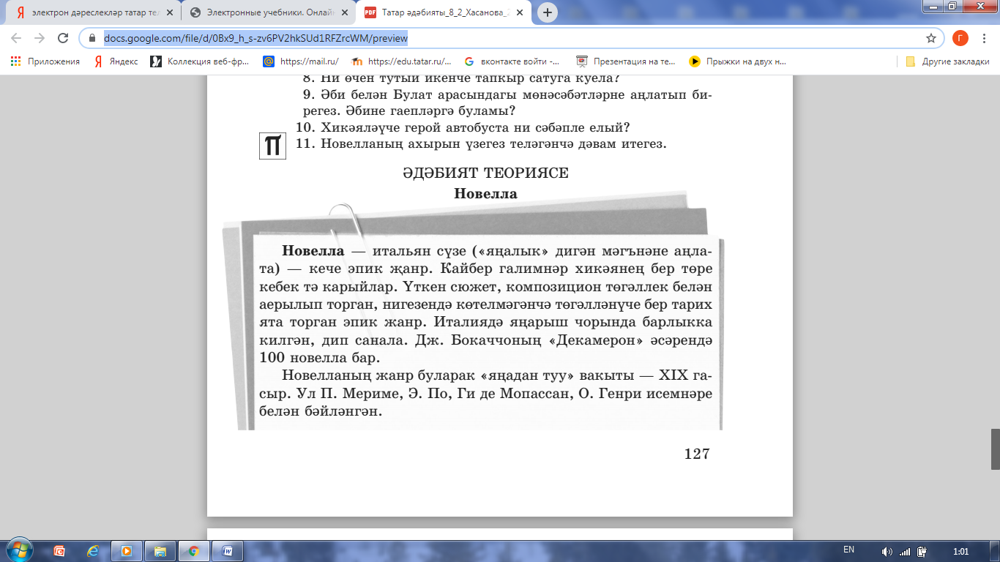 электрон дәреслекләр татар тел
Электронные учебники. Онлай
Татар әдәбияты_8_2_Хасанова_2
docs.google.com/file/d/0Bx9_h_s-zv6PV2hkSUd1RFZrcWM/preview
Г
Приложения
Яндекс
Коллекция веб-фр...
https://mail.ru/
https://edu.tatar.ru/...
вконтакте войти -...
Презентация на те...
Прыжки на двух н...
Другие закладки
8. Ни өчен тутый икенче тапкыр сатуга куела?
9. Әби белән Булат арасындагы мөнәсәбәтләрне аңлатып би-
регез. Әбине гаепләргә буламы?
10. Хикәяләүче герой автобуста ни сәбәпле елый?
П
11. Новелланың ахырын үзегез теләгәнчә дәвам итегез.
ӘДӘБИЯТ ТЕОРИЯСЕ
Новелла
Новелла — итальян сүзе («яңалык» дигән мәгънәне аңла-
та) — кече эпик җанр. Кайбер галимнәр хикәянең бер төре
кебек тә карыйлар. Үткен сюжет, композицион төгәллек белән
аерылып торган, нигезендә көтелмәгәнчә төгәлләнүче бер тарих
ята торган эпик жанр. Италиядә яңарыш чорында барлыкка
килгән, дип санала. Дж. Бокаччоның «Декамерон» әсәрендә
100 новелла бар.
Новелланың жанр буларак «яңадан туу» вакыты — XIX га-
сыр. Ул П. Мериме, Э. По, Ги де Мопассан, О. Генри исемнәре
белән бәйләнгән.
127
EN
1:01